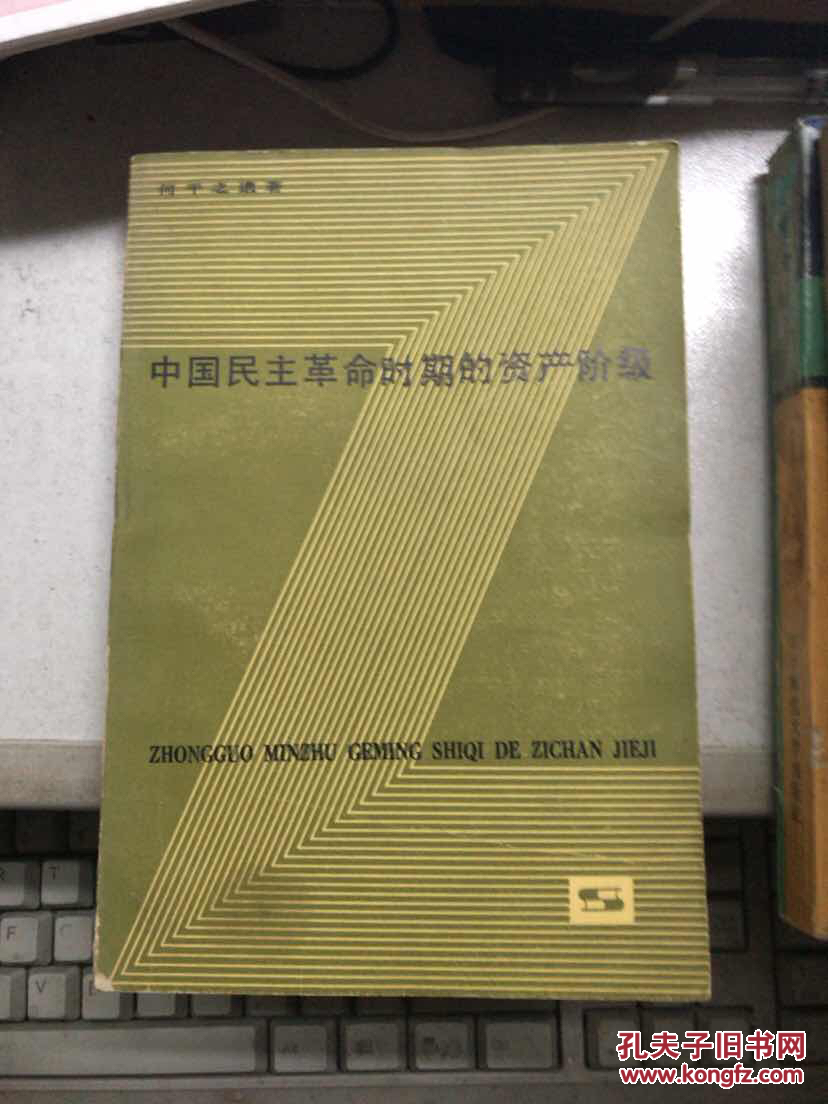 何干之遗著
中国民主革命时期的资产阶级
ZHONGGUO MINZHU GEMING SHIQI DE ZICHAN JIEJI
R
T
F
G
V
孔夫子旧书网
www.kongfz.com